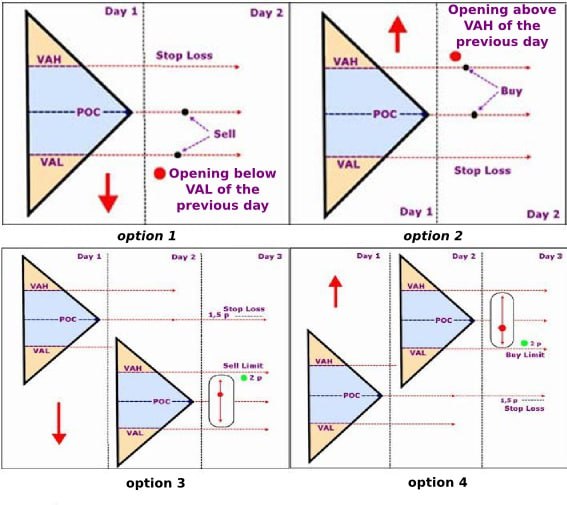 Day 1
Day 2
VAH
Stop Loss
POC
Sell
VAL
Opening below
VAL of the
previous day
option 1
Opening above
VAH of the
previous day
VAH
Buy
POC
VAL
Stop Loss
Day 1
Day 2
option 2
Day 1
Day 2
Day 3
VAH
Stop Loss
1,5 p
POC
VAL
Sell Limit
VAH
2 p
POC
VAL
option 3
Day 1
Day 2
Day 3
VAH
POC
2 p
VAL
Buy Limit
VAH
POC
1,5 p
Stop Loss
VAL
option 4